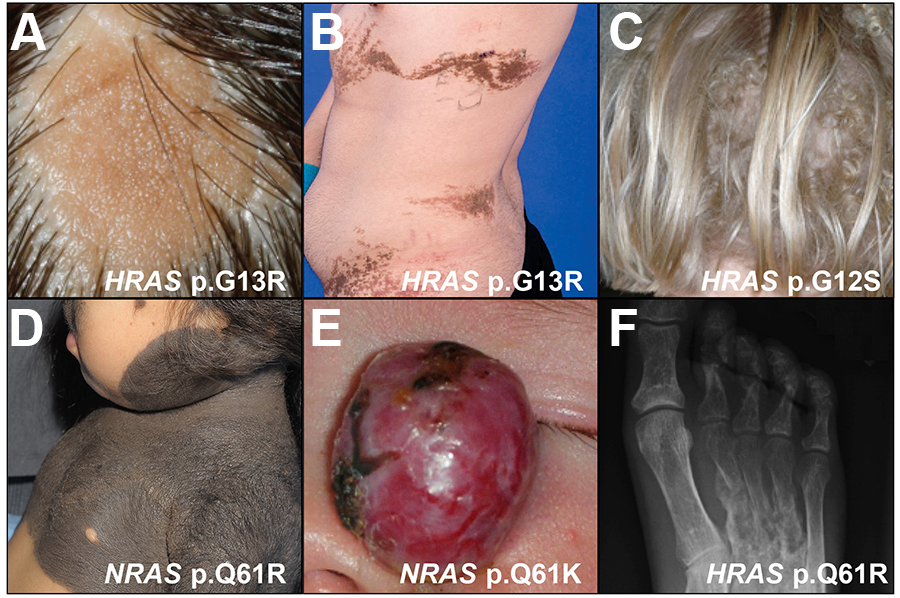 A
HRAS p.G13R
B
HRAS p.G13R
C
HRAS p.G12S
D
NRAS p.Q61R
E
NRAS p.Q61K
F
HRAS p.Q61R